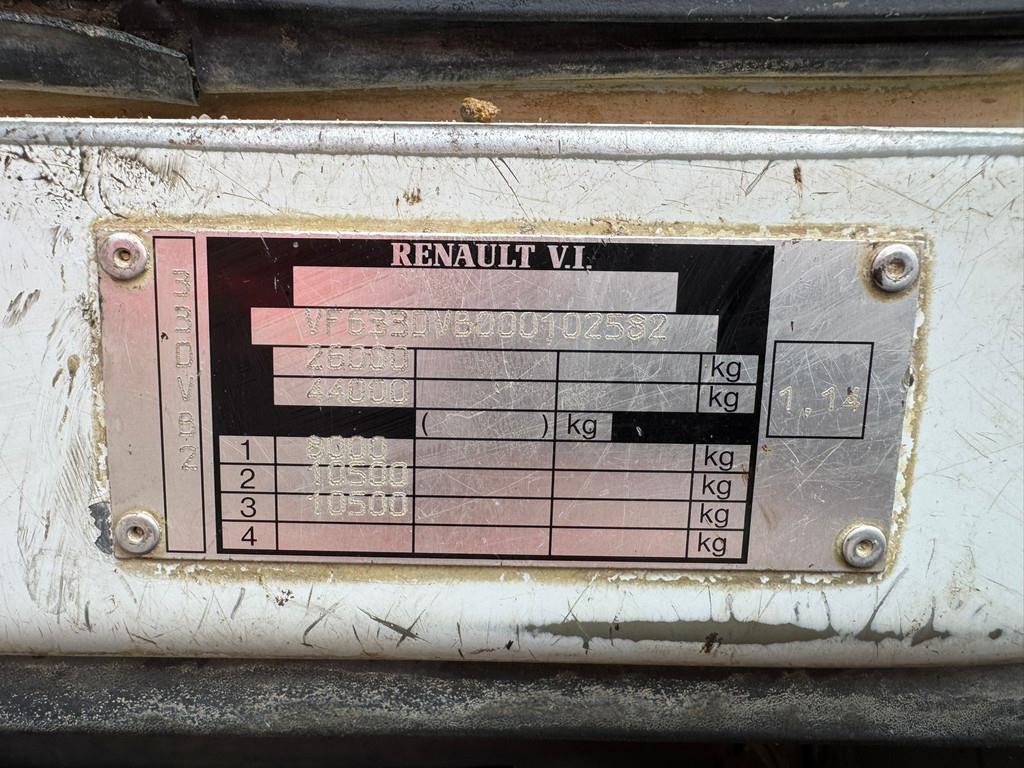 RENAULT V.I.
33DVB2
VF633DVB000102582
26000 kg
44000 kg
1,14
( ) kg
1 8000 kg
2 10500 kg
3 10500 kg
4 kg